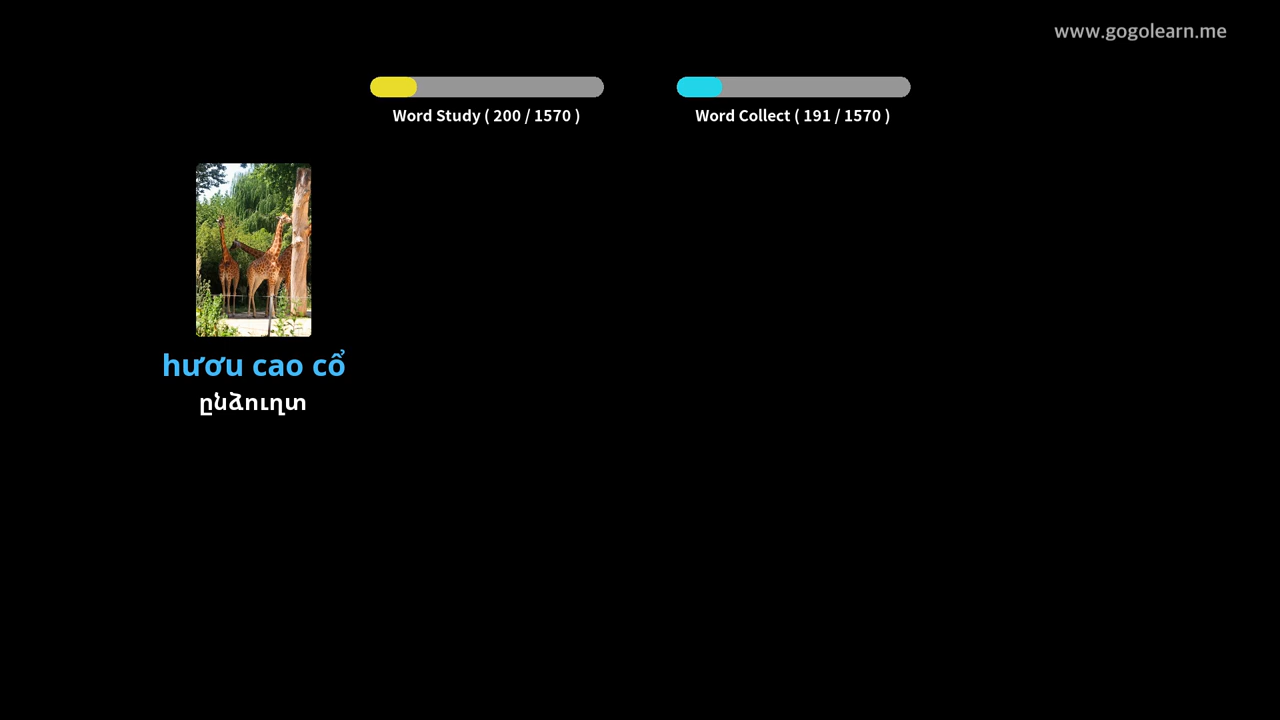 www.gogolearn.me
Word Study ( 200 / 1570 )
Word Collect ( 191 / 1570 )
hươu cao cổ
ընձուղտ